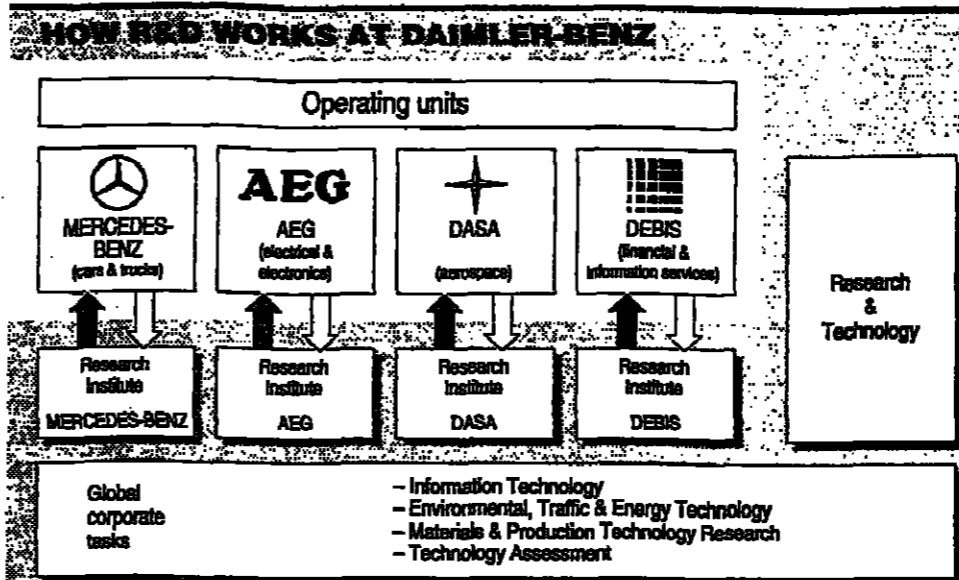 HOW R&D WORKS AT DAIMLER-BENZ
Operating units
MERCEDES-
BENZ
(cars & trucks)
AEG
AEG
(electrical &
electronics)
DASA
(aerospace)
DEBIS
(financial &
information services)
Research
&
Technology
Research
Institute
MERCEDES-BENZ
Research
Institute
AEG
Research
Institute
DASA
Research
Institute
DEBIS
Global
corporate
tasks
– Information Technology
– Environmental, Traffic & Energy Technology
– Materials & Production Technology Research
– Technology Assessment